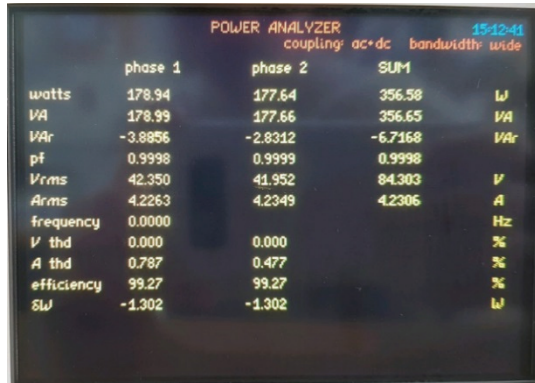 POWER ANALYZER 15:12:41
coupling: ac+dc bandwidth: wide
phase 1 phase 2 SUM
watts 178.94 177.64 356.58 W
VA 178.99 177.66 356.65 VA
VAr -3.8856 -2.8312 -6.7168 VAr
pf 0.9998 0.9999 0.9998
Vrms 42.350 41.952 84.303 V
Arms 4.2263 4.2349 4.2306 A
frequency 0.0000 Hz
V thd 0.000 0.000 %
A thd 0.787 0.477 %
efficiency 99.27 99.27 %
δW -1.302 -1.302 W